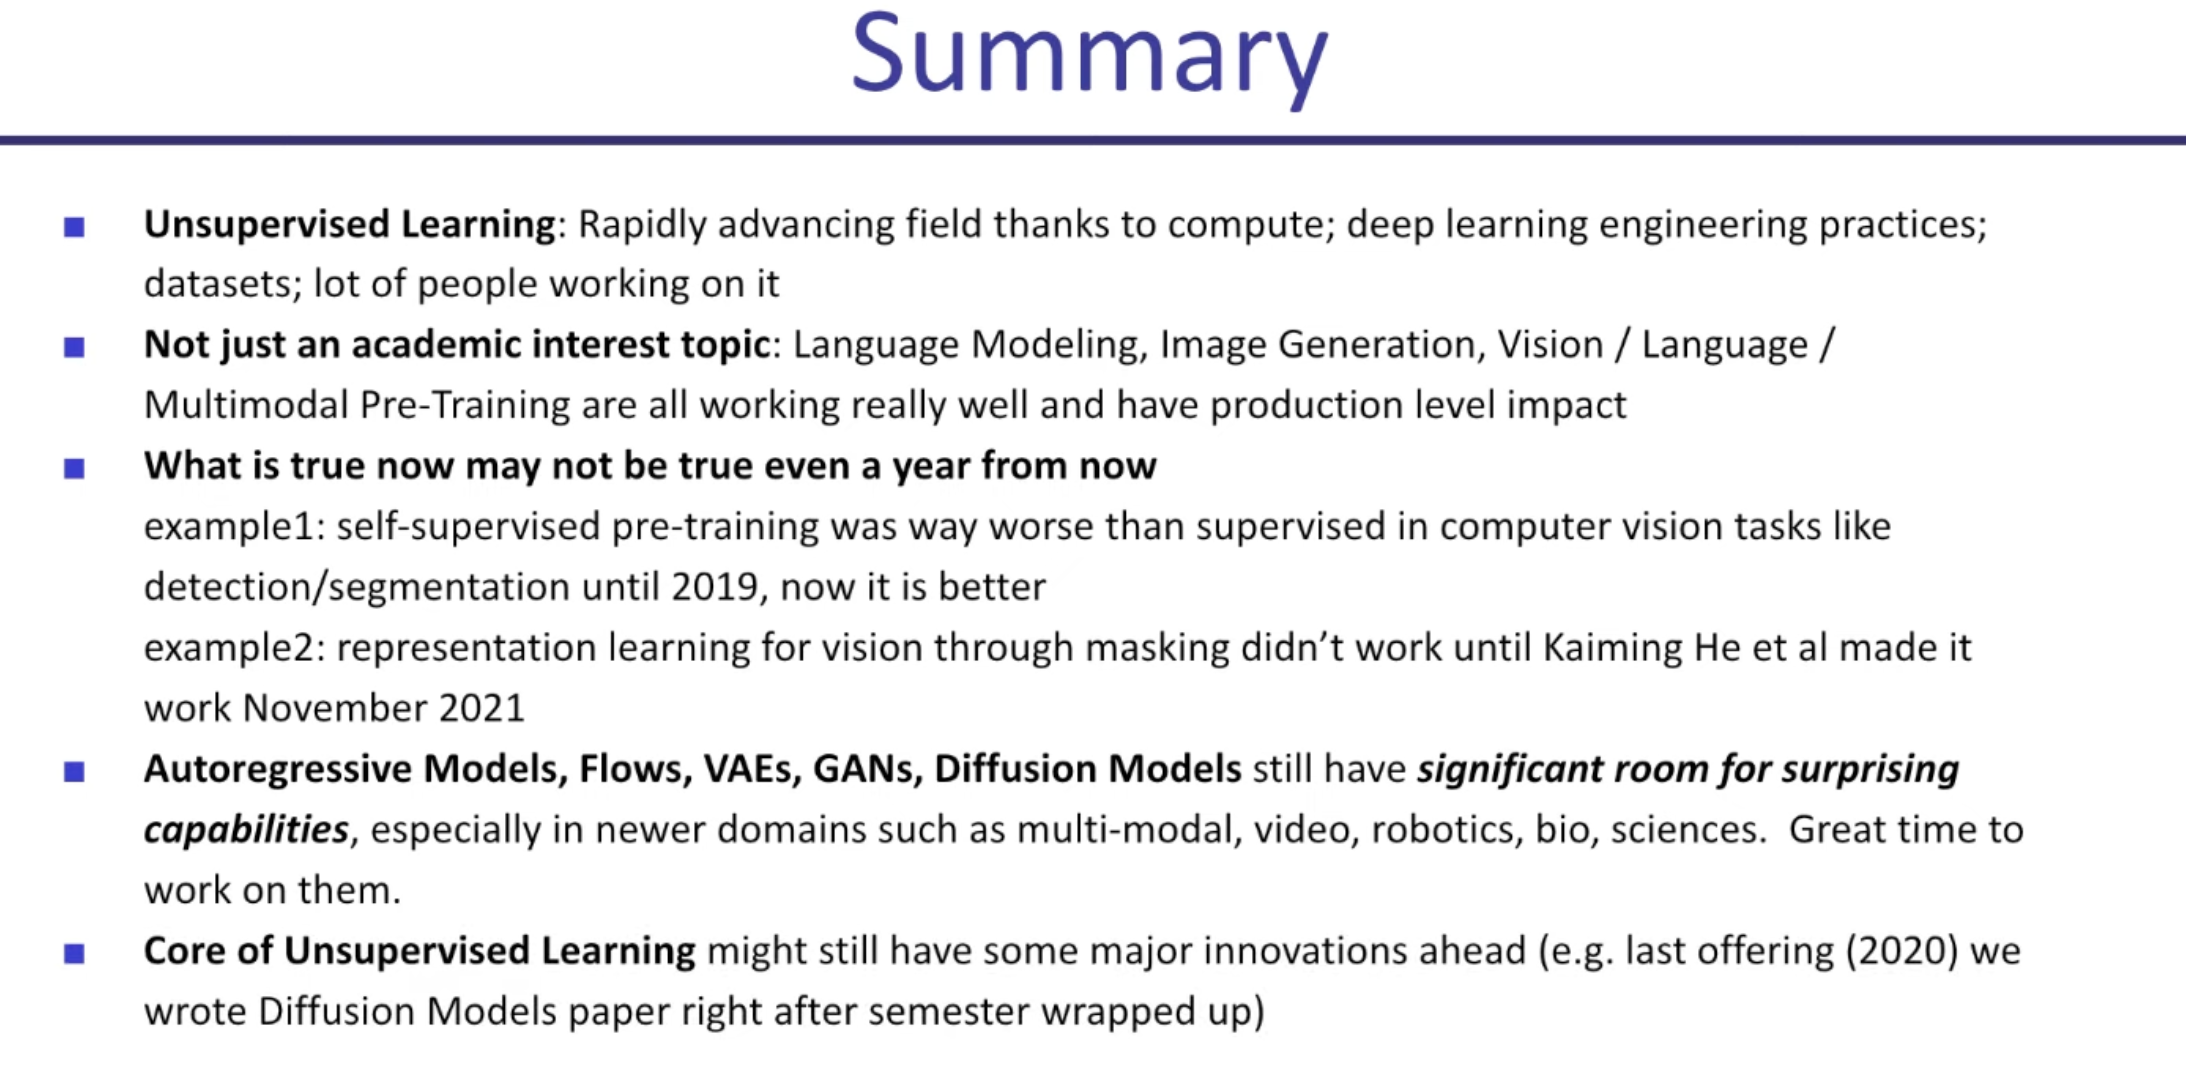 Summary
Unsupervised Learning: Rapidly advancing field thanks to compute; deep learning engineering practices;
datasets; lot of people working on it
Not just an academic interest topic: Language Modeling, Image Generation, Vision / Language /
Multimodal Pre-Training are all working really well and have production level impact
What is true now may not be true even a year from now
example1: self-supervised pre-training was way worse than supervised in computer vision tasks like
detection/segmentation until 2019, now it is better
example2: representation learning for vision through masking didn’t work until Kaiming He et al made it
work November 2021
Autoregressive Models, Flows, VAEs, GANs, Diffusion Models still have significant room for surprising
capabilities, especially in newer domains such as multi-modal, video, robotics, bio, sciences.  Great time to
work on them.
Core of Unsupervised Learning might still have some major innovations ahead (e.g. last offering (2020) we
wrote Diffusion Models paper right after semester wrapped up)